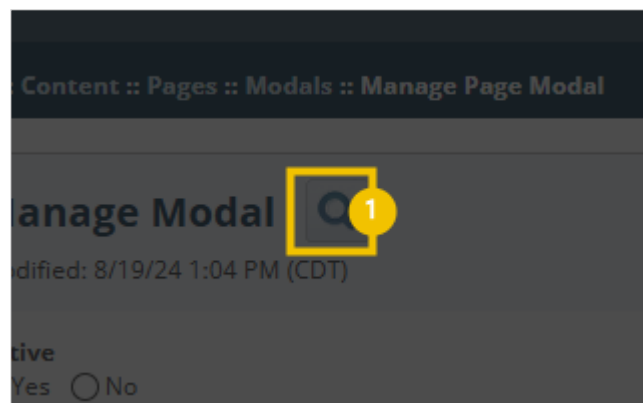 Content :: Pages :: Modals :: Manage Page Modal
anage Modal
1
dified: 8/19/24 1:04 PM (CDT)
tive
Yes No